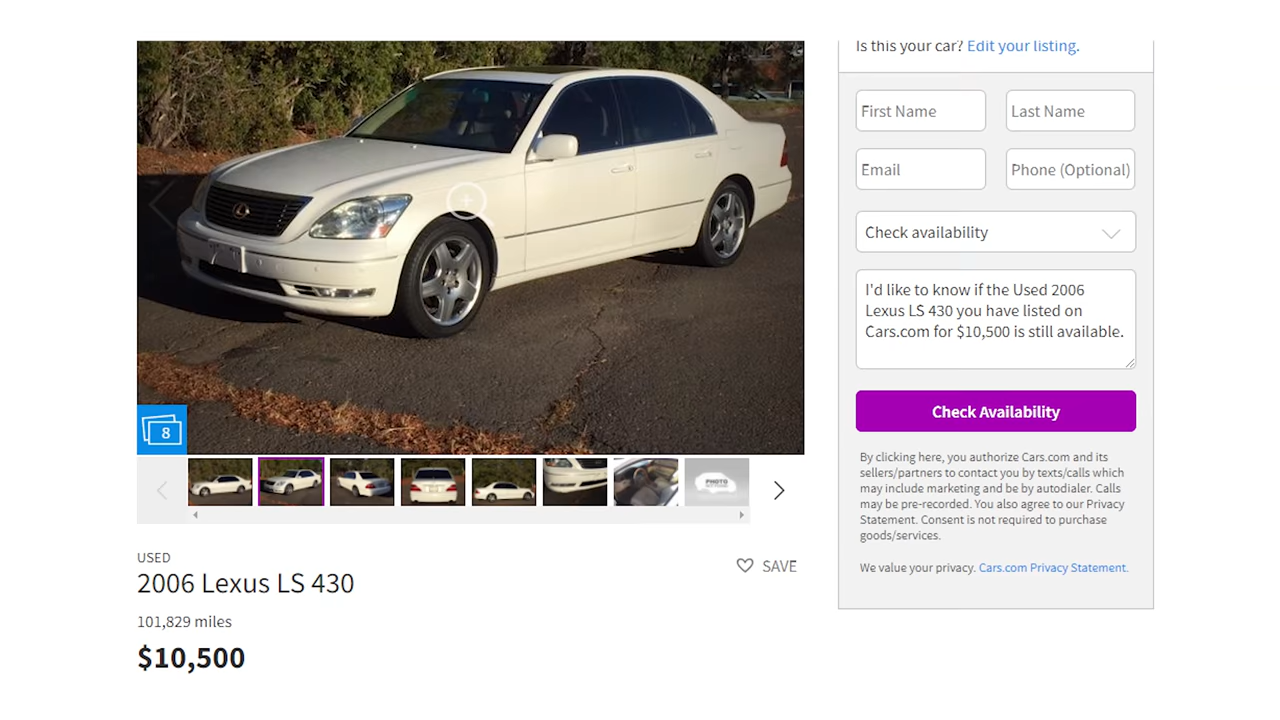 Is this your car? Edit your listing.
First Name
Last Name
Email
Phone (Optional)
Check availability
I'd like to know if the Used 2006
Lexus LS 430 you have listed on
Cars.com for $10,500 is still available.
Check Availability
By clicking here, you authorize Cars.com and its
sellers/partners to contact you by texts/calls which
may include marketing and be by autodialer. Calls
may be pre-recorded. You also agree to our Privacy
Statement. Consent is not required to purchase
goods/services.
We value your privacy. Cars.com Privacy Statement.
8
PHOTO
USED
SAVE
2006 Lexus LS 430
101,829 miles
$10,500